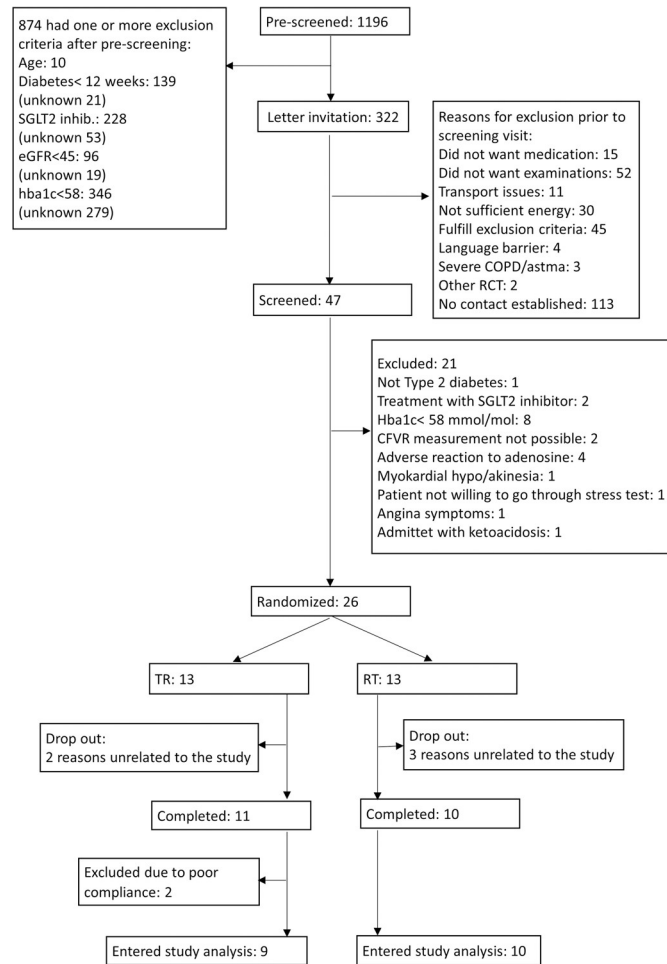 Pre-screened: 1196
874 had one or more exclusion
criteria after pre-screening:
Age: 10
Diabetes< 12 weeks: 139
(unknown 21)
SGLT2 inhib.: 228
(unknown 53)
eGFR<45: 96
(unknown 19)
hba1c<58: 346
(unknown 279)
Letter invitation: 322
Reasons for exclusion prior to
screening visit:
Did not want medication: 15
Did not want examinations: 52
Transport issues: 11
Not sufficient energy: 30
Fulfill exclusion criteria: 45
Language barrier: 4
Severe COPD/astma: 3
Other RCT: 2
No contact established: 113
Screened: 47
Excluded: 21
Not Type 2 diabetes: 1
Treatment with SGLT2 inhibitor: 2
Hba1c< 58 mmol/mol: 8
CFVR measurement not possible: 2
Adverse reaction to adenosine: 4
Myokardial hypo/akinesia: 1
Patient not willing to go through stress test: 1
Angina symptoms: 1
Admittet with ketoacidosis: 1
Randomized: 26
TR: 13
RT: 13
Drop out:
2 reasons unrelated to the study
Drop out:
3 reasons unrelated to the study
Completed: 11
Completed: 10
Excluded due to poor
compliance: 2
Entered study analysis: 9
Entered study analysis: 10